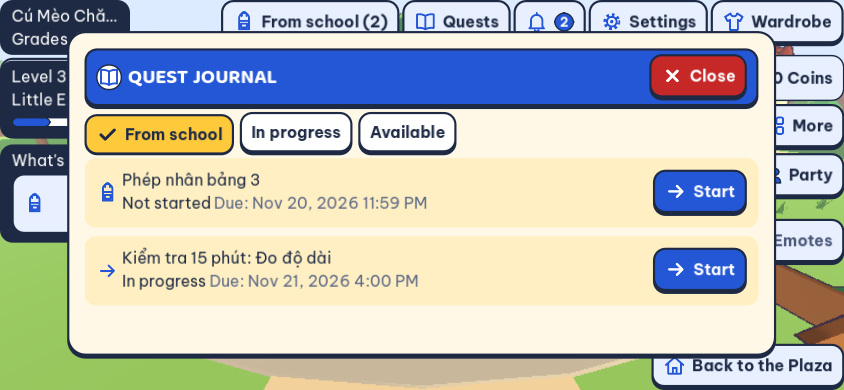 Cú Mèo Chă...
From school (2)
Quests
2
Settings
Wardrobe
Grades
Level 3
Little E
What's
QUEST JOURNAL
Close
From school
In progress
Available
Phép nhân bảng 3
Not started Due: Nov 20, 2026 11:59 PM
Start
Kiểm tra 15 phút: Đo độ dài
In progress Due: Nov 21, 2026 4:00 PM
Start
0 Coins
More
Party
Emotes
Back to the Plaza